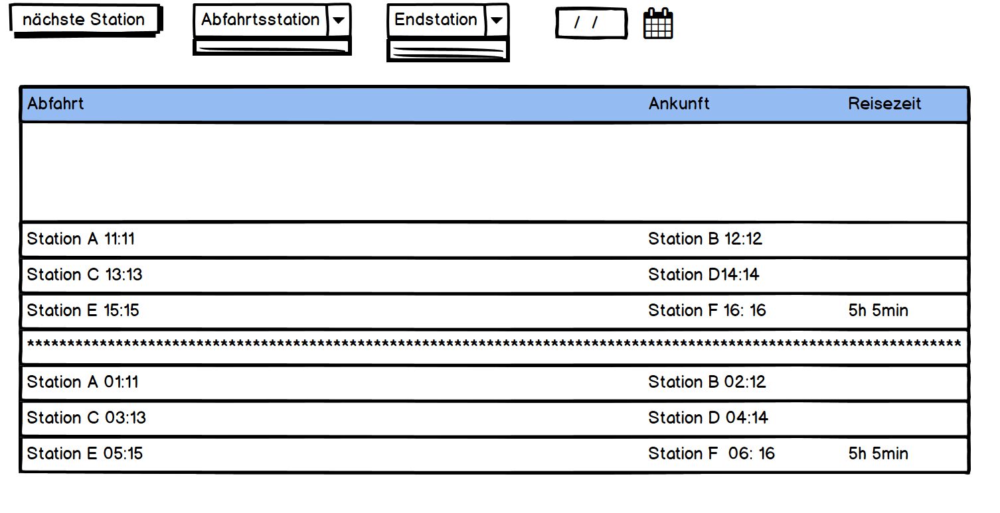 nächste Station Abfahrtsstation Endstation / /
Abfahrt Ankunft Reisezeit
Station A 11:11 Station B 12:12
Station C 13:13 Station D14:14
Station E 15:15 Station F 16: 16 5h 5min
********************************************************************************************************************
Station A 01:11 Station B 02:12
Station C 03:13 Station D 04:14
Station E 05:15 Station F  06: 16 5h 5min